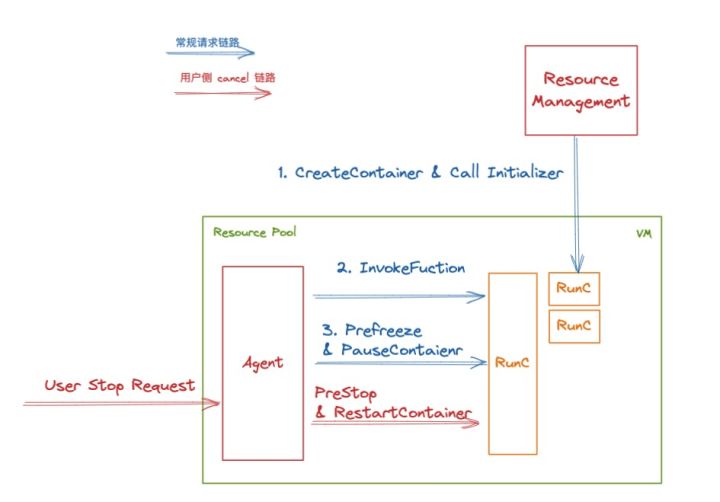 常规请求链路
用户侧 cancel 链路
Resource
Management
1. CreateContainer & Call Initializer
Resource Pool
VM
2. InvokeFuction
RunC
RunC
3. Prefreeze
& PauseContaienr
Agent
RunC
User Stop Request
PreStop
& RestartContainer